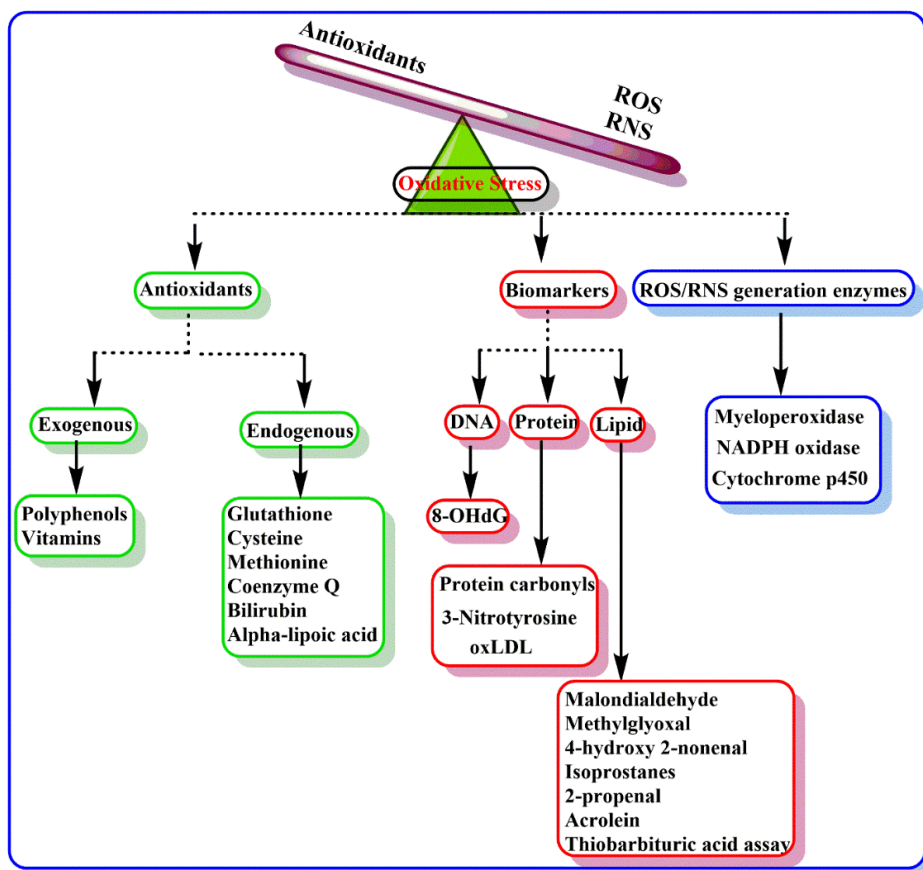 Antioxidants
ROS
RNS
Oxidative Stress
Antioxidants
Biomarkers
ROS/RNS generation enzymes
Exogenous
Endogenous
DNA
Protein
Lipid
Myeloperoxidase
NADPH oxidase
Cytochrome p450
Polyphenols
Vitamins
Glutathione
Cysteine
Methionine
Coenzyme Q
Bilirubin
Alpha-lipoic acid
8-OHdG
Protein carbonyls
3-Nitrotyrosine
oxLDL
Malondialdehyde
Methylglyoxal
4-hydroxy 2-nonenal
Isoprostanes
2-propenal
Acrolein
Thiobarbituric acid assay